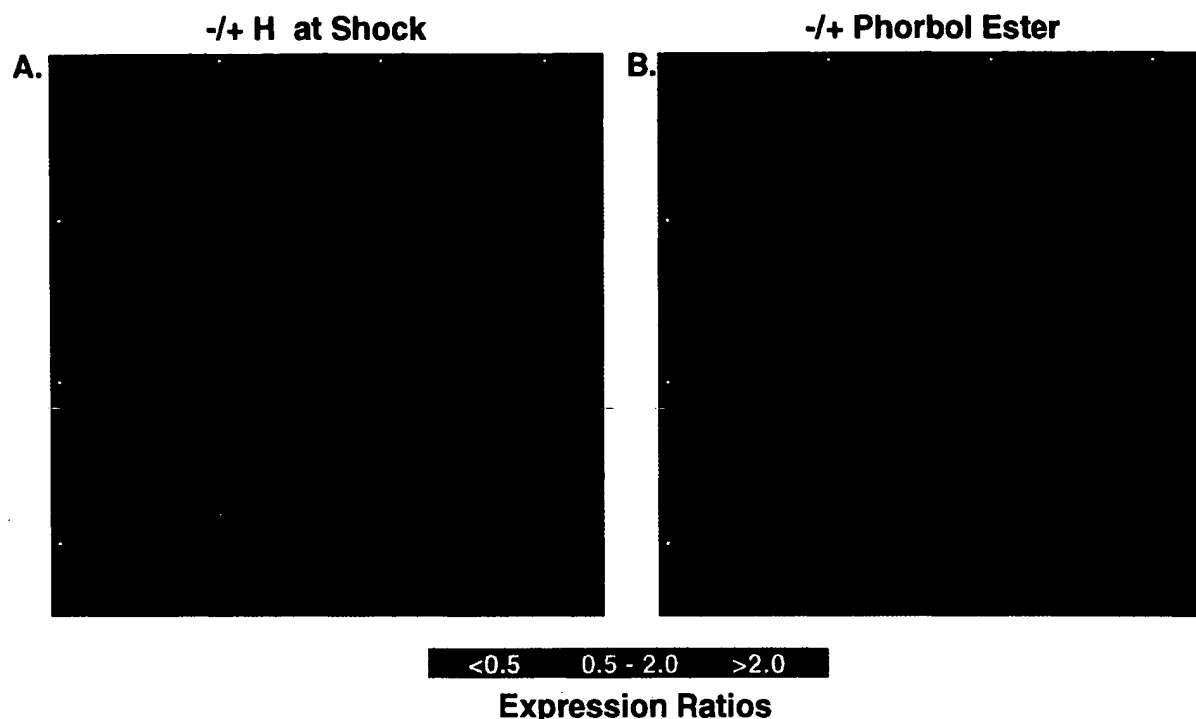 -/+ H at Shock
-/+ Phorbol Ester
A.
B.
<0.5 0.5 - 2.0 >2.0
Expression Ratios